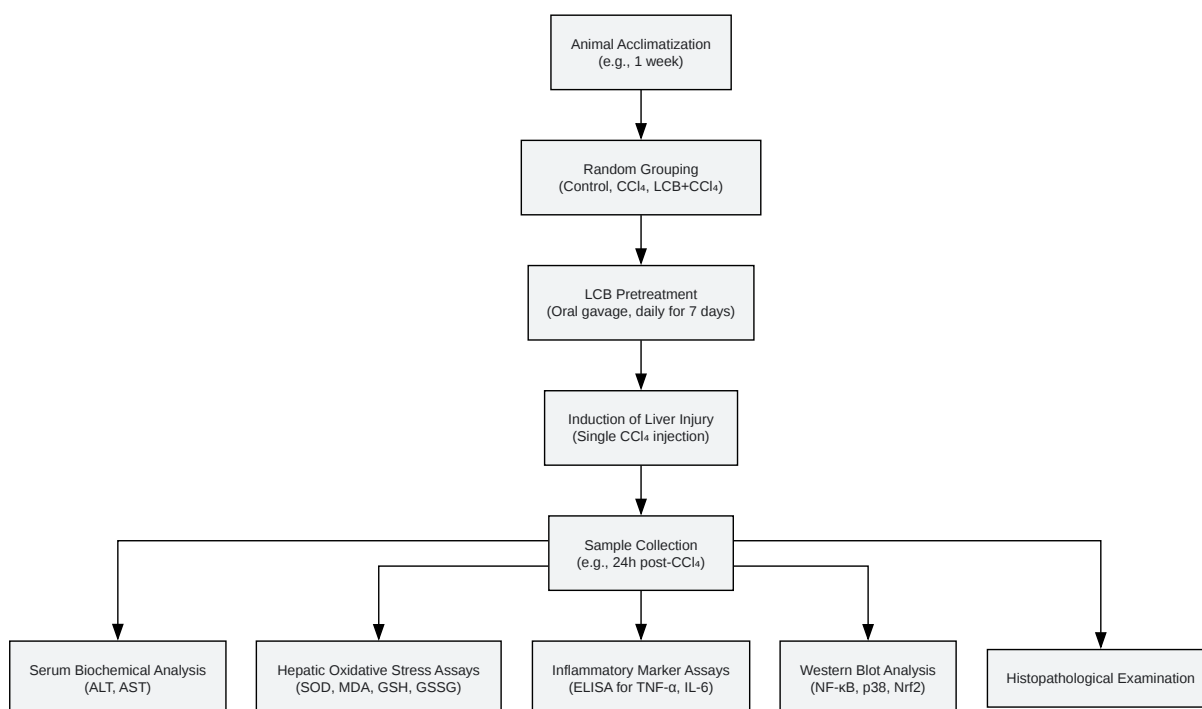 Animal Acclimatization
(e.g., 1 week)
Random Grouping
(Control, CCl₄, LCB+CCl₄)
LCB Pretreatment
(Oral gavage, daily for 7 days)
Induction of Liver Injury
(Single CCl₄ injection)
Sample Collection
(e.g., 24h post-CCl₄)
Serum Biochemical Analysis
(ALT, AST)
Hepatic Oxidative Stress Assays
(SOD, MDA, GSH, GSSG)
Inflammatory Marker Assays
(ELISA for TNF-α, IL-6)
Western Blot Analysis
(NF-κB, p38, Nrf2)
Histopathological Examination